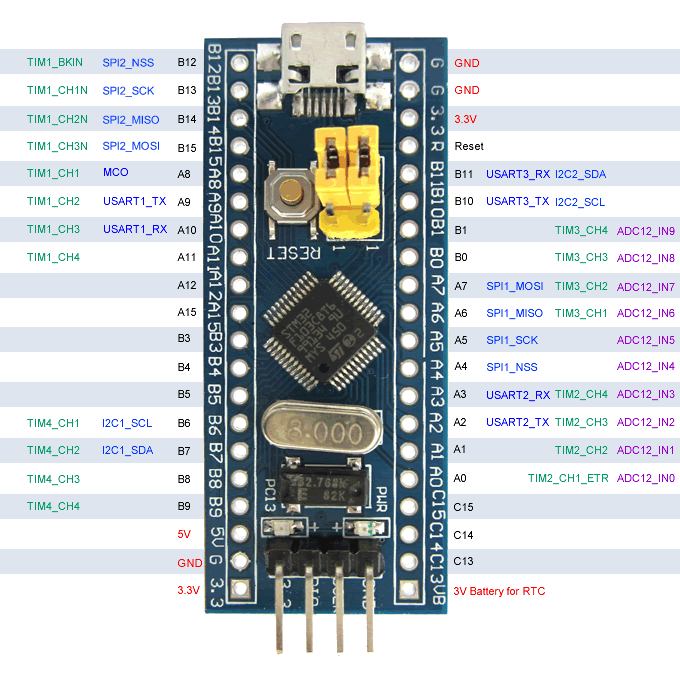 TIM1_BKIN SPI2_NSS B12 GND
TIM1_CH1N SPI2_SCK B13 GND
TIM1_CH2N SPI2_MISO B14 3.3V
TIM1_CH3N SPI2_MOSI B15 Reset
TIM1_CH1 MCO A8 B11 USART3_RX I2C2_SDA
TIM1_CH2 USART1_TX A9 B10 USART3_TX I2C2_SCL
TIM1_CH3 USART1_RX A10 B1 TIM3_CH4 ADC12_IN9
TIM1_CH4 A11 B0 TIM3_CH3 ADC12_IN8
A12 A7 SPI1_MOSI TIM3_CH2 ADC12_IN7
A15 A6 SPI1_MISO TIM3_CH1 ADC12_IN6
B3 A5 SPI1_SCK ADC12_IN5
B4 A4 SPI1_NSS ADC12_IN4
B5 A3 USART2_RX TIM2_CH4 ADC12_IN3
TIM4_CH1 I2C1_SCL B6 A2 USART2_TX TIM2_CH3 ADC12_IN2
TIM4_CH2 I2C1_SDA B7 A1 TIM2_CH2 ADC12_IN1
TIM4_CH3 B8 A0 TIM2_CH1_ETR ADC12_IN0
TIM4_CH4 B9 C15
5V C14
GND C13
3.3V 3V Battery for RTC
B12 B13 B14 B15 A8 A9 A10 A11 A12 A15 B3 B4 B5 B6 B7 B8 B9 5V G 3.3
G G 3.3 R B11 B10 B1 B0 A7 A6 A5 A4 A3 A2 A1 A0 C15 C14 C13 VB
1 1
RESET
STM32
ST
8.000
32.768K
E 82K
PC13
PWR
+ +